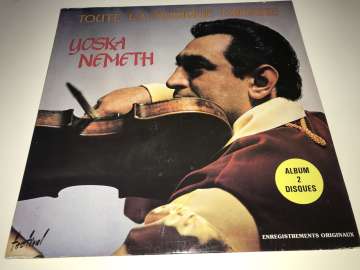 TOUTE LA MUSIQUE TZIGANE
YOSKA
NEMETH
ALBUM
2
DISQUES
festival
ENREGISTREMENTS ORIGINAUX